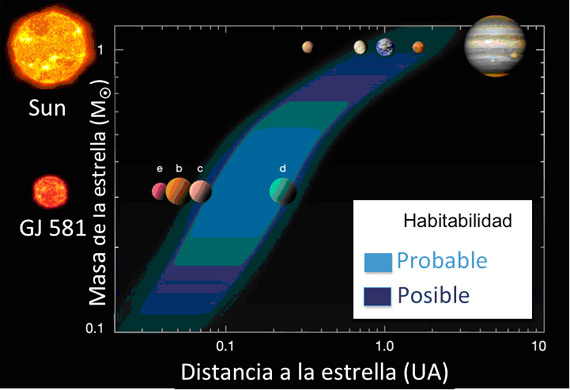 Sun
GJ 581
Masa de la estrella (M☉)
1
0.1
e b c d
Habitabilidad
Probable
Posible
0.1 1.0 10
Distancia a la estrella (UA)